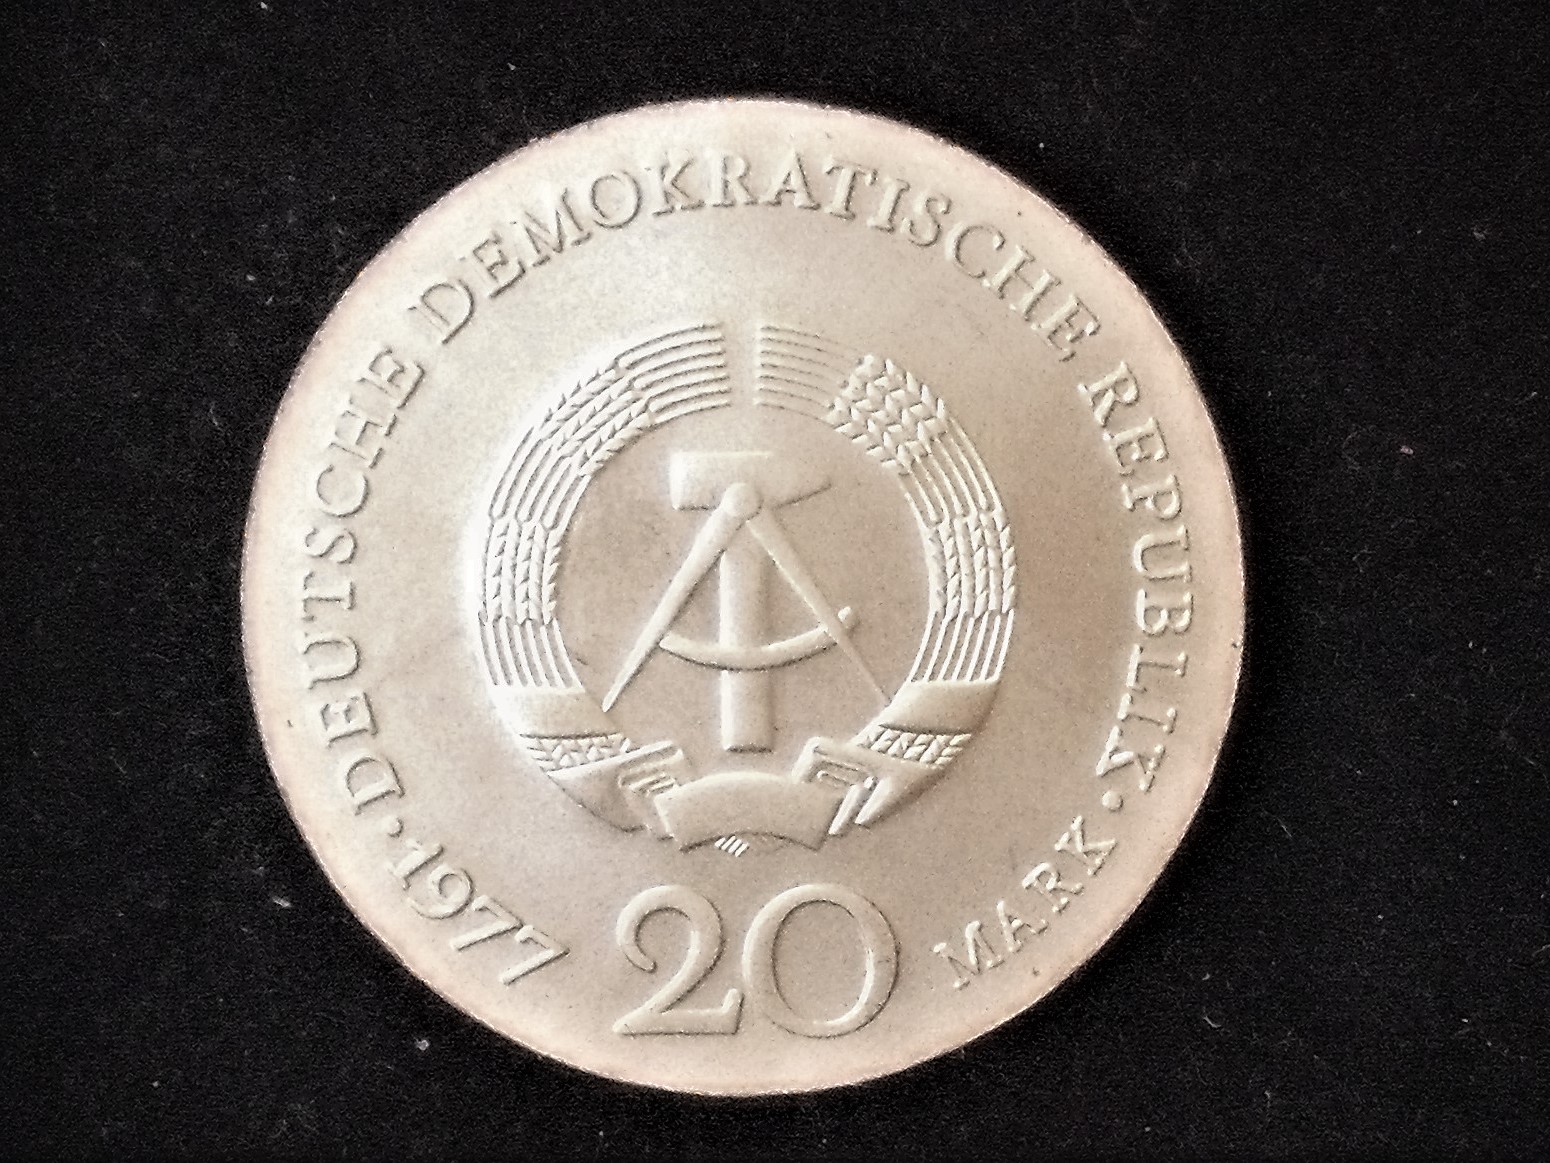 1977 · DEUTSCHE DEMOKRATISCHE REPUBLIK · MARK
20